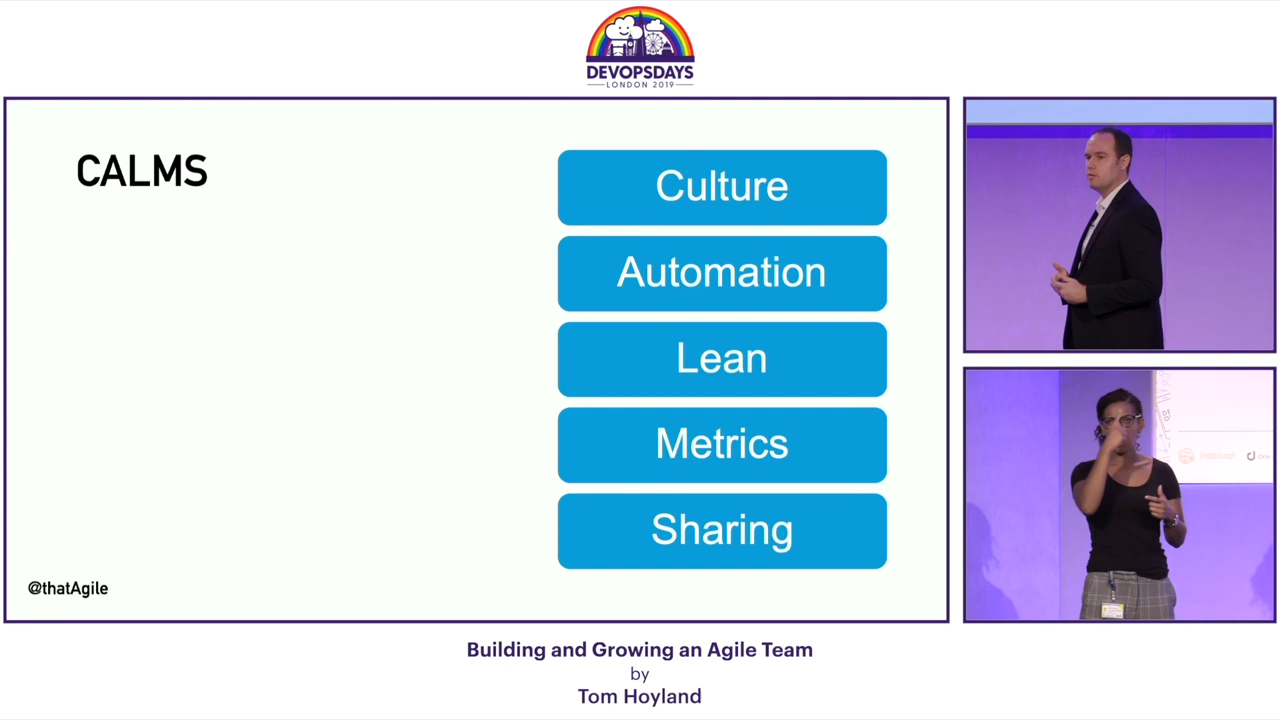 DEVOPSDAYS
LONDON 2019
CALMS
Culture
Automation
Lean
Metrics
Sharing
@thatAgile
instruqt
Building and Growing an Agile Team
by
Tom Hoyland